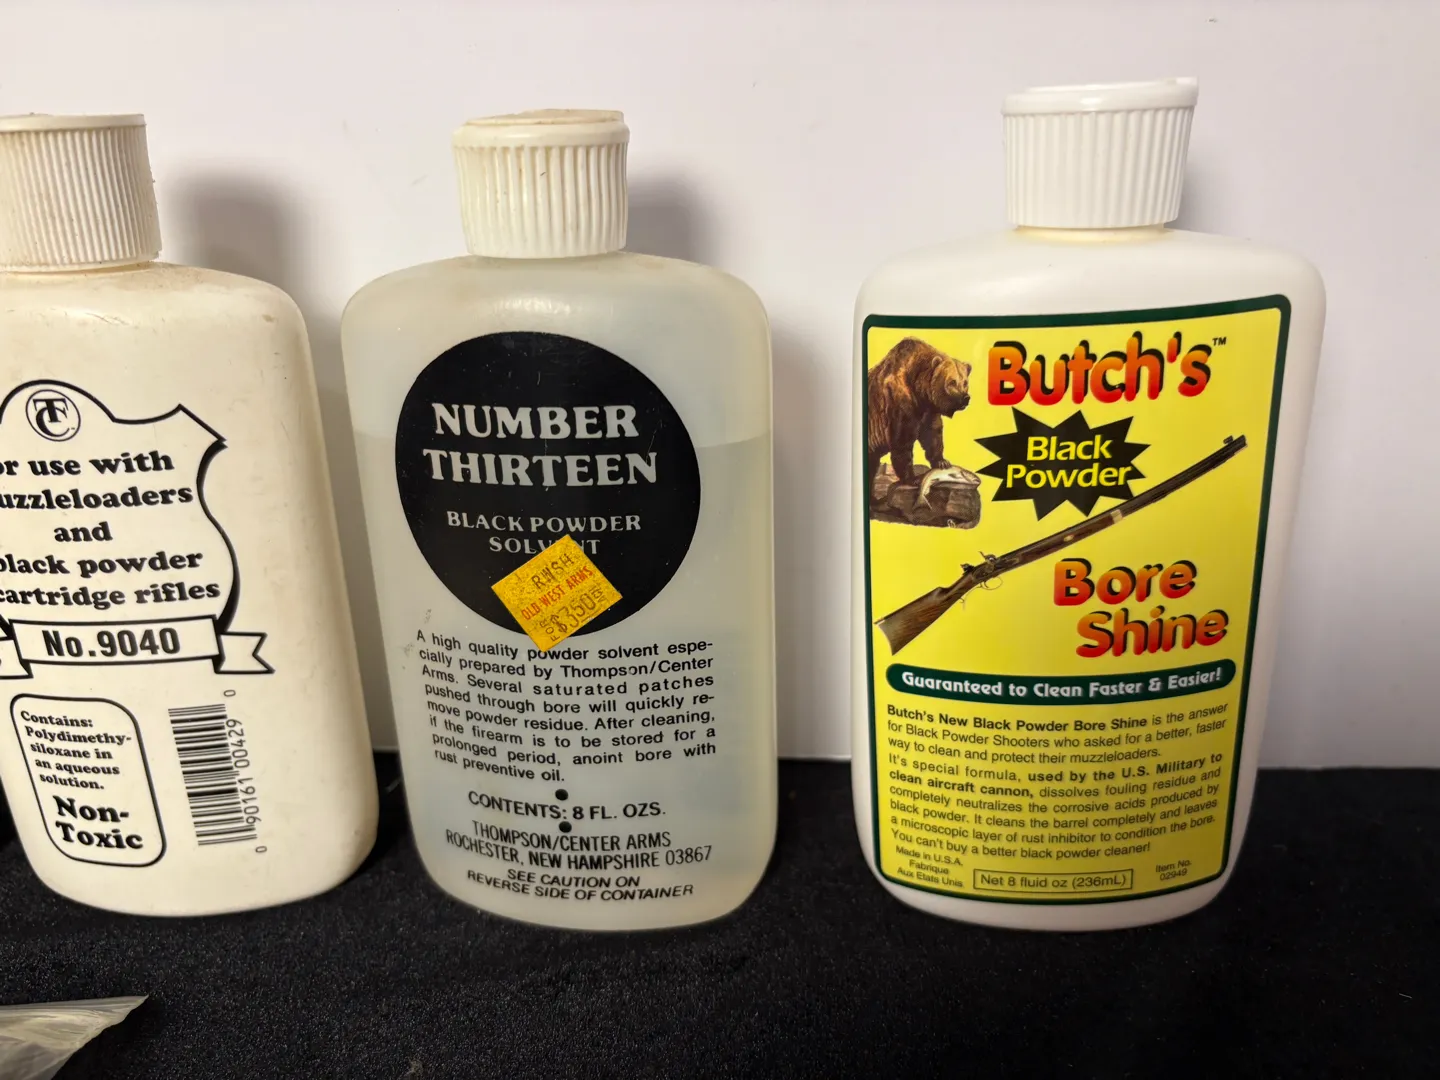 TC
or use with
uzzleloaders
and
lack powder
cartridge rifles
No.9040
Contains:
Polydimethy-
siloxane in
an aqueous
solution.
Non-
Toxic
0 90161 00429 0
NUMBER
THIRTEEN
BLACK POWDER
SOLV NT
RMSH
OLD WEST ARMS
FOR $350
A high quality powder solvent espe-
cially prepared by Thompson/Center
Arms. Several saturated patches
pushed through bore will quickly re-
move powder residue. After cleaning,
if the firearm is to be stored for a
prolonged period, anoint bore with
rust preventive oil.
CONTENTS: 8 FL. OZS.
THOMPSON/CENTER ARMS
ROCHESTER, NEW HAMPSHIRE 03867
SEE CAUTION ON
REVERSE SIDE OF CONTAINER
Butch's™
Black
Powder
Bore
Shine
Guaranteed to Clean Faster & Easier!
Butch's New Black Powder Bore Shine is the answer
for Black Powder Shooters who asked for a better, faster
way to clean and protect their muzzleloaders.
It's special formula, used by the U.S. Military to
clean aircraft cannon, dissolves fouling residue and
completely neutralizes the corrosive acids produced by
black powder. It cleans the barrel completely and leaves
a microscopic layer of rust inhibitor to condition the bore.
You can't buy a better black powder cleaner!
Made in U.S.A.
Fabrique
Aux Etats Unis
Net 8 fluid oz (236mL)
Item No.
02949